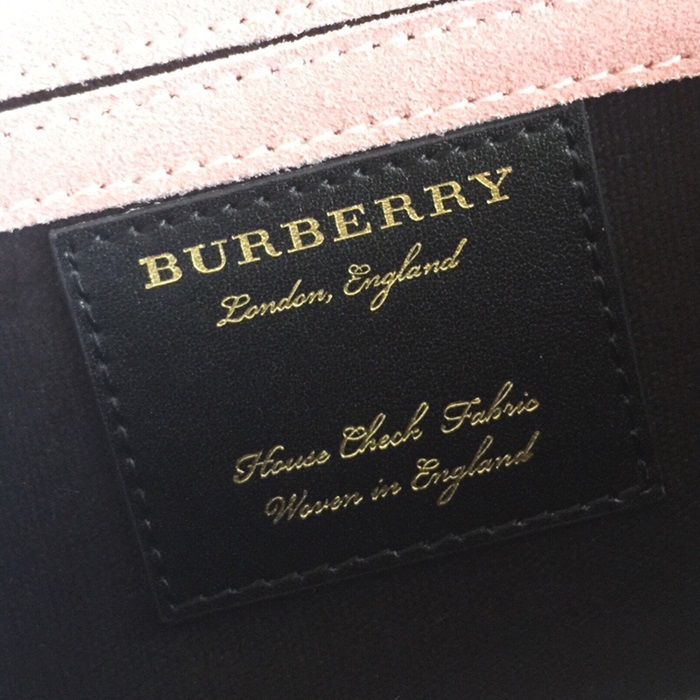 BURBERRY
London, England
House Check Fabric
Woven in England